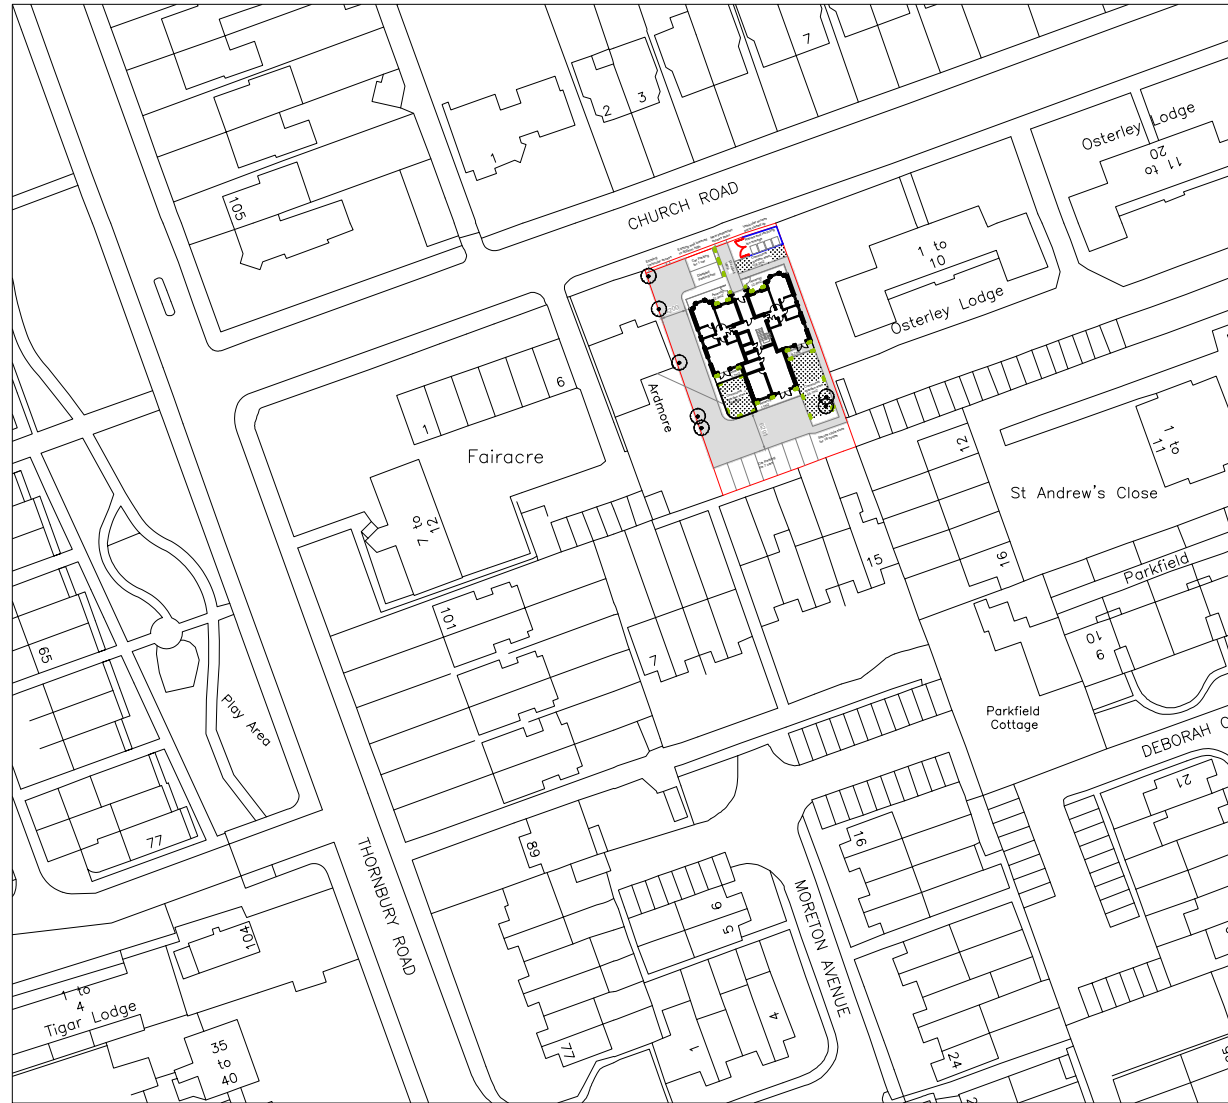 7
2
3
1
Osterley Lodge
11 to
20
105
CHURCH ROAD
1 to
10
Osterley Lodge
6
1
Ardmore
Fairacre
7 to
12
12
1 to
11
St Andrew's Close
16
15
Parkfield
10
9
101
7
65
Play Area
Parkfield
Cottage
DEBORAH C
21
77
THORNBURY ROAD
89
16
MORETON AVENUE
6
5
104
1 to
4
Tigar Lodge
35
to
40
77
1
4
24